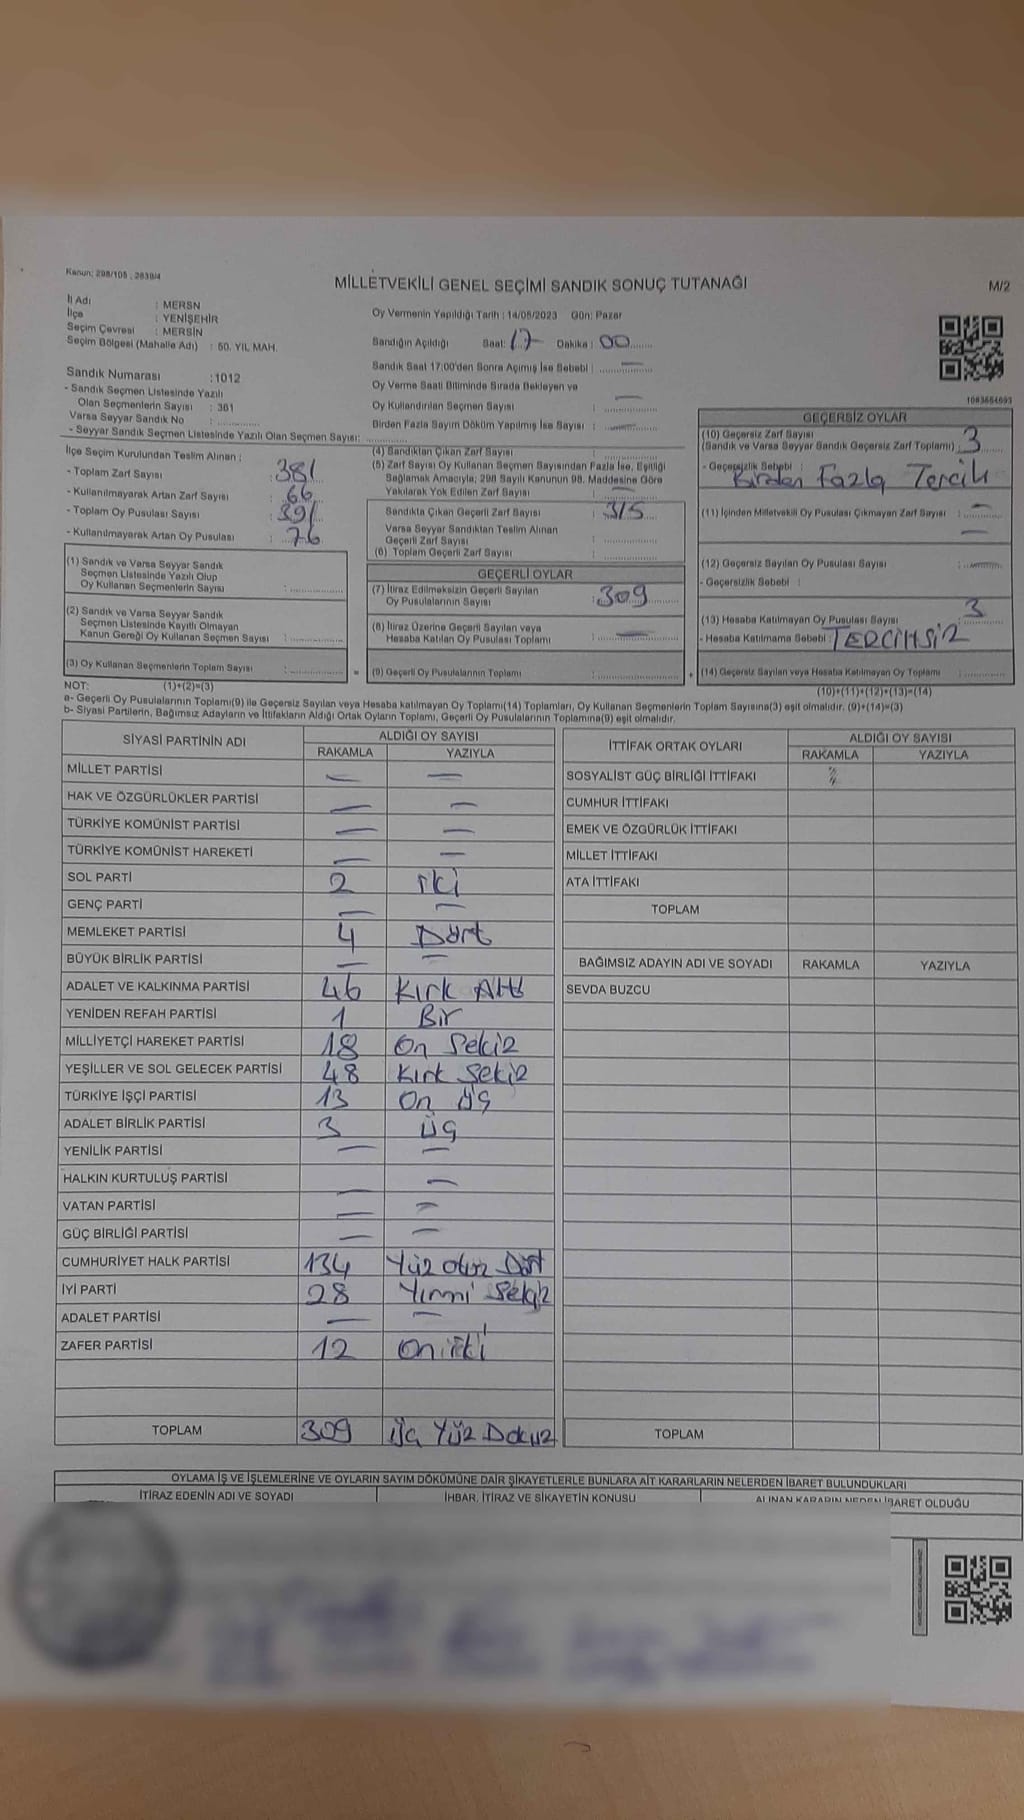 Kanun: 298/105 , 2839/4
MİLLETVEKİLİ GENEL SEÇİMİ SANDIK SONUÇ TUTANAĞI
M/2
İl Adı : MERSN
İlçe : YENİŞEHİR
Seçim Çevresi : MERSİN
Seçim Bölgesi (Mahalle Adı) : 50. YIL MAH.
Sandık Numarası : 1012
- Sandık Seçmen Listesinde Yazılı
Olan Seçmenlerin Sayısı : 361
Varsa Seyyar Sandık No :
- Seyyar Sandık Seçmen Listesinde Yazılı Olan Seçmen Sayısı:
Oy Vermenin Yapıldığı Tarih : 14/05/2023 Gün: Pazar
Sandığın Açıldığı Saat: 17 Dakika : 00
Sandık Saat 17:00'den Sonra Açılmış İse Sebebi : —
Oy Verme Saati Bitiminde Sırada Bekleyen ve
Oy Kullandırılan Seçmen Sayısı : —
Birden Fazla Sayım Döküm Yapılmış İse Sayısı : —
1083664693
İlçe Seçim Kurulundan Teslim Alınan :
- Toplam Zarf Sayısı : 381
- Kullanılmayarak Artan Zarf Sayısı : 66
- Toplam Oy Pusulası Sayısı : 391
- Kullanılmayarak Artan Oy Pusulası : 76
(1) Sandık ve Varsa Seyyar Sandık
Seçmen Listesinde Yazılı Olup
Oy Kullanan Seçmenlerin Sayısı :
(2) Sandık ve Varsa Seyyar Sandık
Seçmen Listesinde Kayıtlı Olmayan
Kanun Gereği Oy Kullanan Seçmen Sayısı :
(3) Oy Kullanan Seçmenlerin Toplam Sayısı :
(4) Sandıktan Çıkan Zarf Sayısı :
(5) Zarf Sayısı Oy Kullanan Seçmen Sayısından Fazla İse, Eşitliği
Sağlamak Amacıyla; 298 Sayılı Kanunun 98. Maddesine Göre
Yakılarak Yok Edilen Zarf Sayısı : —
Sandıkta Çıkan Geçerli Zarf Sayısı : 315
Varsa Seyyar Sandıktan Teslim Alınan
Geçerli Zarf Sayısı :
(6) Toplam Geçerli Zarf Sayısı :
GEÇERLİ OYLAR
(7) İtiraz Edilmeksizin Geçerli Sayılan
Oy Pusulalarının Sayısı : 309
(8) İtiraz Üzerine Geçerli Sayılan veya
Hesaba Katılan Oy Pusulası Toplamı : —
(9) Geçerli Oy Pusulalarının Toplamı :
GEÇERSİZ OYLAR
(10) Geçersiz Zarf Sayısı
(Sandık ve Varsa Seyyar Sandık Geçersiz Zarf Toplamı) : 3
- Geçersizlik Sebebi : Birden Fazla Tercih
(11) İçinden Milletvekili Oy Pusulası Çıkmayan Zarf Sayısı : —
(12) Geçersiz Sayılan Oy Pusulası Sayısı : —
- Geçersizlik Sebebi :
(13) Hesaba Katılmayan Oy Pusulası Sayısı : 3
- Hesaba Katılmama Sebebi : TERCİHSİZ
(14) Geçersiz Sayılan veya Hesaba Katılmayan Oy Toplamı :
NOT: (1)+(2)=(3)
(10)+(11)+(12)+(13)=(14)
a- Geçerli Oy Pusulalarının Toplamı(9) ile Geçersiz Sayılan veya Hesaba katılmayan Oy Toplamı(14) Toplamları, Oy Kullanan Seçmenlerin Toplam Sayısına(3) eşit olmalıdır. (9)+(14)=(3)
b- Siyasi Partilerin, Bağımsız Adayların ve İttifakların Aldığı Ortak Oyların Toplamı, Geçerli Oy Pusulalarının Toplamına(9) eşit olmalıdır.
SİYASİ PARTİNİN ADI ALDIĞI OY SAYISI
RAKAMLA YAZIYLA
MİLLET PARTİSİ — —
HAK VE ÖZGÜRLÜKLER PARTİSİ — —
TÜRKİYE KOMÜNİST PARTİSİ — —
TÜRKİYE KOMÜNİST HAREKETİ — —
SOL PARTİ 2 iki
GENÇ PARTİ — —
MEMLEKET PARTİSİ 4 Dört
BÜYÜK BİRLİK PARTİSİ — —
ADALET VE KALKINMA PARTİSİ 46 Kırk Altı
YENİDEN REFAH PARTİSİ 1 Bir
MİLLİYETÇİ HAREKET PARTİSİ 18 On Sekiz
YEŞİLLER VE SOL GELECEK PARTİSİ 48 Kırk Sekiz
TÜRKİYE İŞÇİ PARTİSİ 13 On üç
ADALET BİRLİK PARTİSİ 3 üç
YENİLİK PARTİSİ — —
HALKIN KURTULUŞ PARTİSİ — —
VATAN PARTİSİ — —
GÜÇ BİRLİĞİ PARTİSİ — —
CUMHURİYET HALK PARTİSİ 134 Yüz otuz Dört
İYİ PARTİ 28 Yirmi Sekiz
ADALET PARTİSİ — —
ZAFER PARTİSİ 12 On iki
TOPLAM 309 üç Yüz Dokuz
İTTİFAK ORTAK OYLARI ALDIĞI OY SAYISI
RAKAMLA YAZIYLA
SOSYALİST GÜÇ BİRLİĞİ İTTİFAKI
CUMHUR İTTİFAKI
EMEK VE ÖZGÜRLÜK İTTİFAKI
MİLLET İTTİFAKI
ATA İTTİFAKI
TOPLAM
BAĞIMSIZ ADAYIN ADI VE SOYADI RAKAMLA YAZIYLA
SEVDA BUZCU
TOPLAM
OYLAMA İŞ VE İŞLEMLERİNE VE OYLARIN SAYIM DÖKÜMÜNE DAİR ŞİKAYETLERLE BUNLARA AİT KARARLARIN NELERDEN İBARET BULUNDUKLARI
İTİRAZ EDENİN ADI VE SOYADI İHBAR, İTİRAZ VE ŞİKAYETİN KONUSU ALINAN KARARIN NEDEN İBARET OLDUĞU